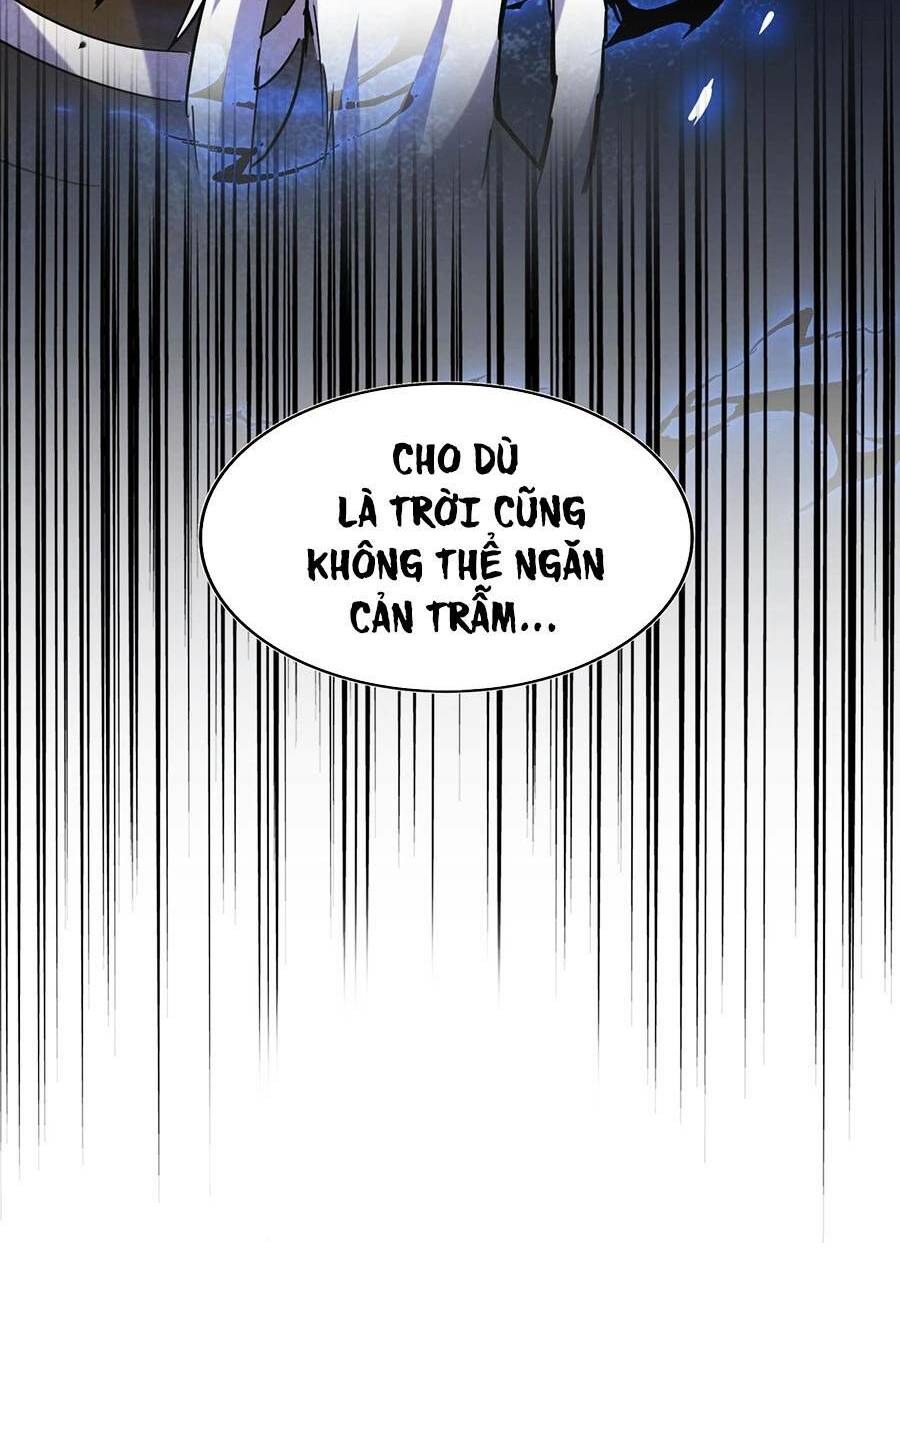 CHO DÙ
LÀ TRỜI CŨNG
KHÔNG THỂ NGĂN
CẢN TRẪM...